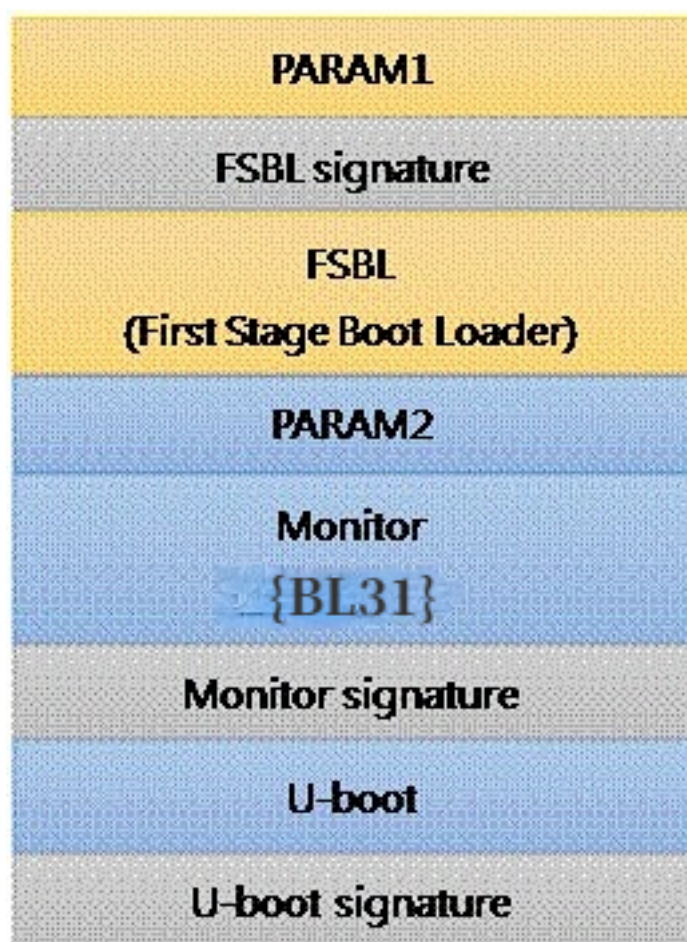 PARAM1
FSBL signature
FSBL
(First Stage Boot Loader)
PARAM2
Monitor
{BL31}
Monitor signature
U-boot
U-boot signature